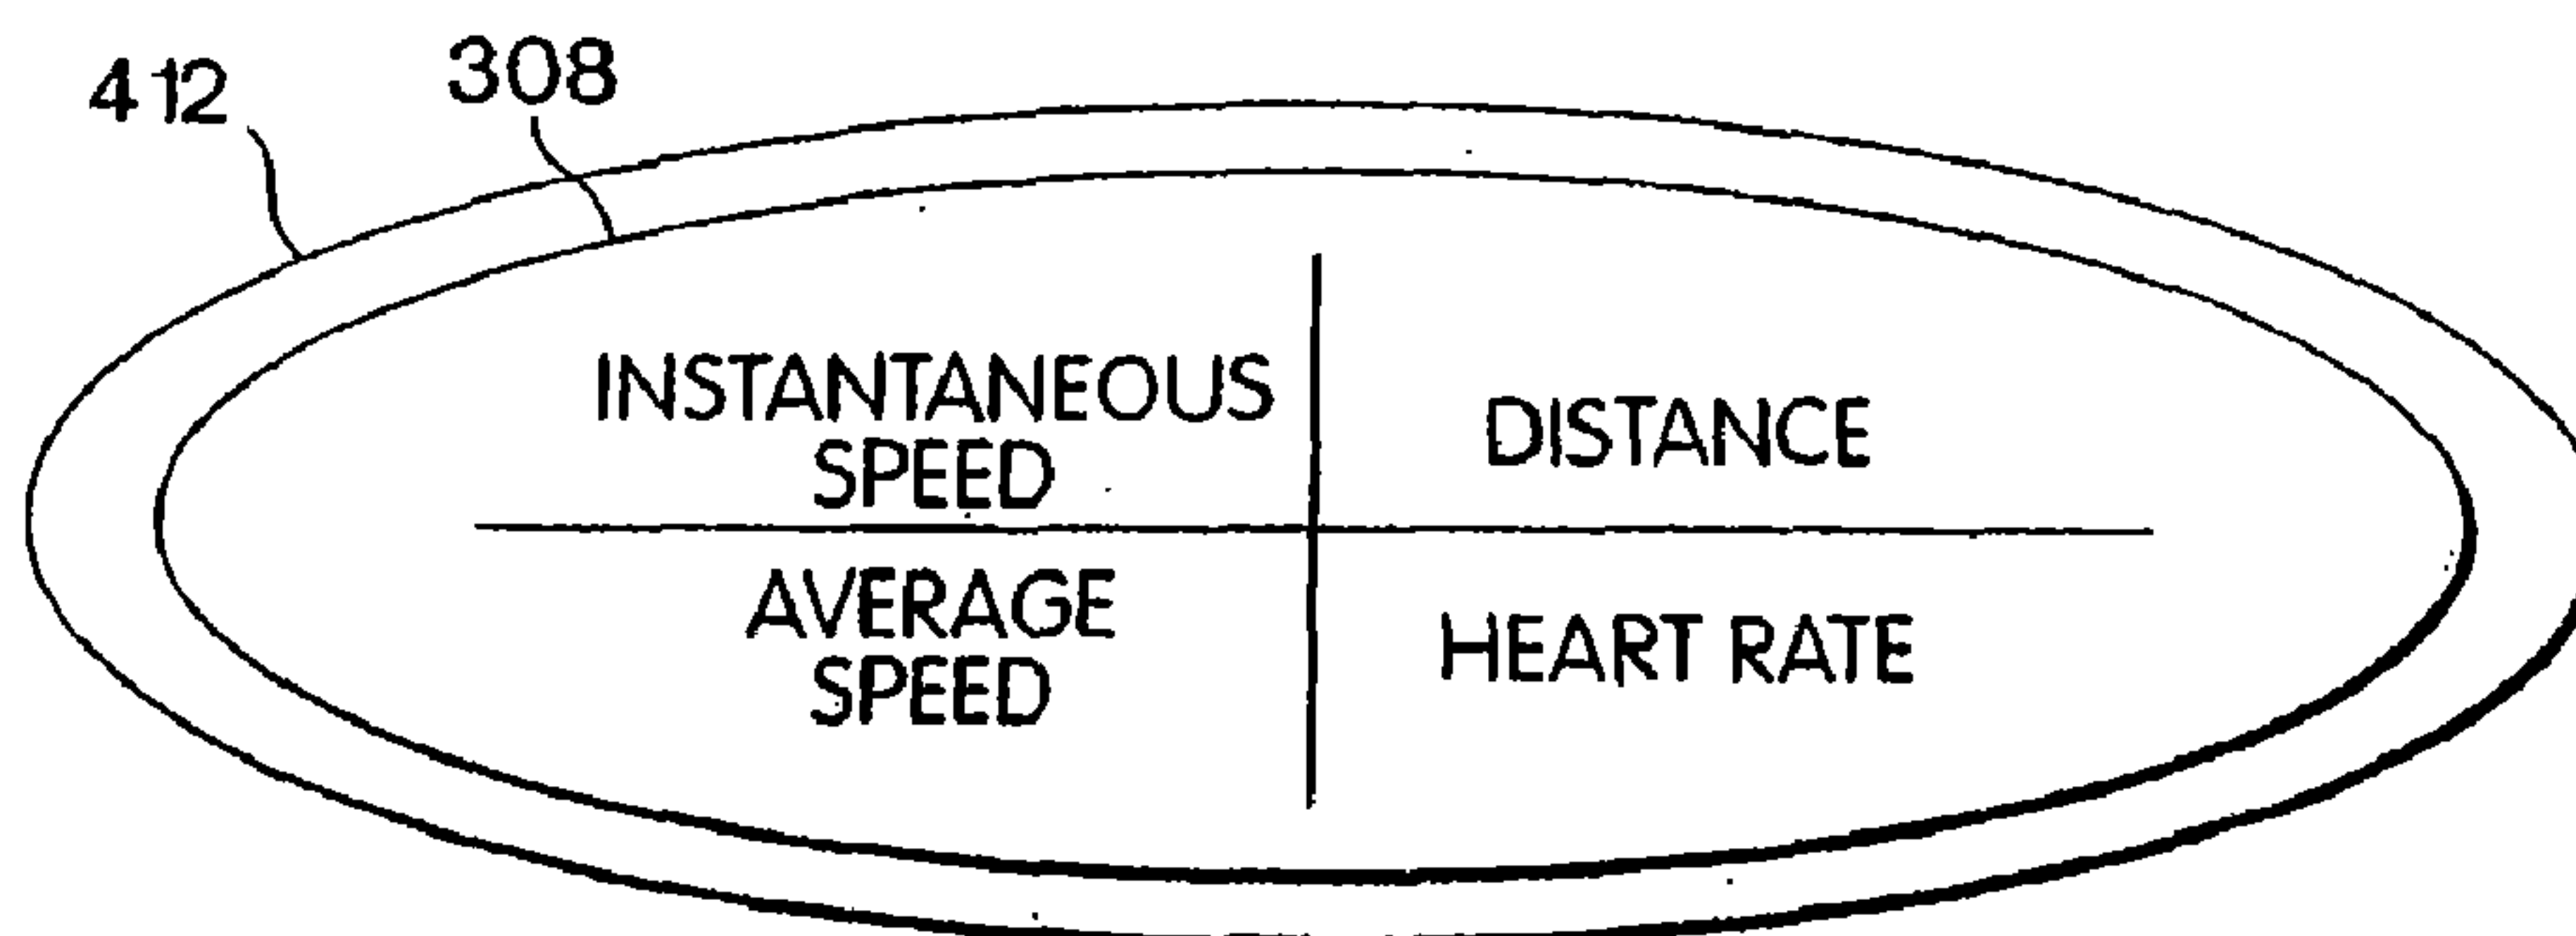 412
308
INSTANTANEOUS
SPEED
DISTANCE
AVERAGE
SPEED
HEART RATE